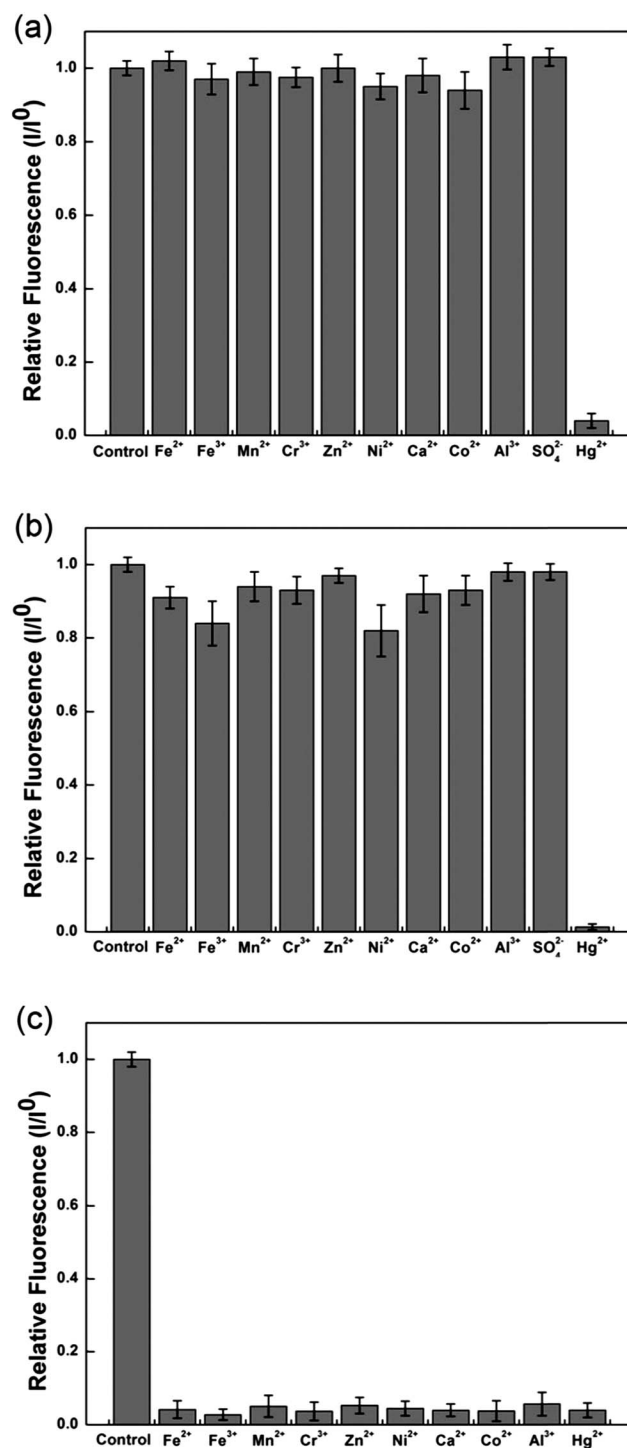 (a)
Relative Fluorescence (I/I⁰)
1.0
0.8
0.6
0.4
0.2
0.0
Control Fe²⁺ Fe³⁺ Mn²⁺ Cr³⁺ Zn²⁺ Ni²⁺ Ca²⁺ Co²⁺ Al³⁺ SO₄²⁻ Hg²⁺
(b)
Relative Fluorescence (I/I⁰)
1.0
0.8
0.6
0.4
0.2
0.0
Control Fe²⁺ Fe³⁺ Mn²⁺ Cr³⁺ Zn²⁺ Ni²⁺ Ca²⁺ Co²⁺ Al³⁺ SO₄²⁻ Hg²⁺
(c)
Relative Fluorescence (I/I⁰)
1.0
0.8
0.6
0.4
0.2
0.0
Control Fe²⁺ Fe³⁺ Mn²⁺ Cr³⁺ Zn²⁺ Ni²⁺ Ca²⁺ Co²⁺ Al³⁺ Hg²⁺